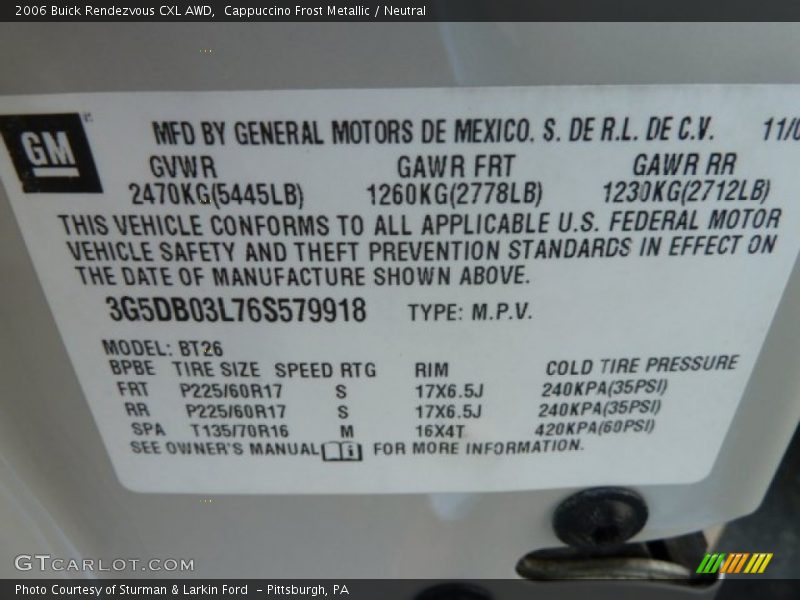 2006 Buick Rendezvous CXL AWD,  Cappuccino Frost Metallic / Neutral
GM
MFD BY GENERAL MOTORS DE MEXICO. S. DE R.L. DE C.V. 11/0
GVWR GAWR FRT GAWR RR
2470KG(5445LB) 1260KG(2778LB) 1230KG(2712LB)
THIS VEHICLE CONFORMS TO ALL APPLICABLE U.S. FEDERAL MOTOR
VEHICLE SAFETY AND THEFT PREVENTION STANDARDS IN EFFECT ON
THE DATE OF MANUFACTURE SHOWN ABOVE.
3G5DB03L76S579918 TYPE: M.P.V.
MODEL: BT26
BPBE TIRE SIZE SPEED RTG RIM COLD TIRE PRESSURE
FRT P225/60R17 S 17X6.5J 240KPA(35PSI)
RR P225/60R17 S 17X6.5J 240KPA(35PSI)
SPA T135/70R16 M 16X4T 420KPA(60PSI)
SEE OWNER'S MANUAL FOR MORE INFORMATION.
GTCARLOT.COM
Photo Courtesy of Sturman & Larkin Ford  - Pittsburgh, PA